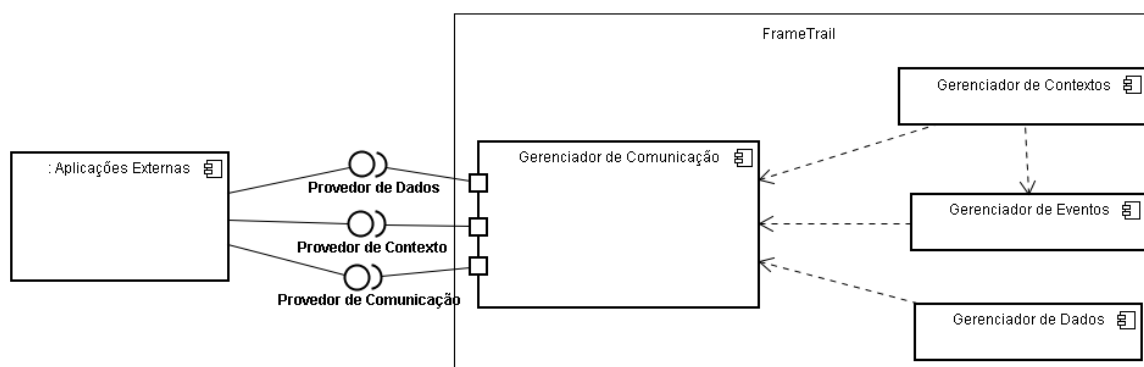 FrameTrail
Gerenciador de Contextos
: Aplicações Externas
Gerenciador de Comunicação
Provedor de Dados
Gerenciador de Eventos
Provedor de Contexto
Provedor de Comunicação
Gerenciador de Dados